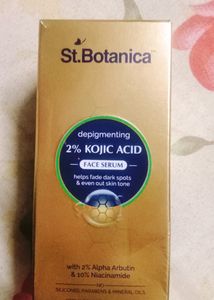 St.Botanica
depigmenting
2% KOJIC ACID
FACE SERUM
helps fade dark spots
& even out skin tone
with 2% Alpha Arbutin
& 10% Niacinamide
NO
SILICONES, PARABENS & MINERAL OILS